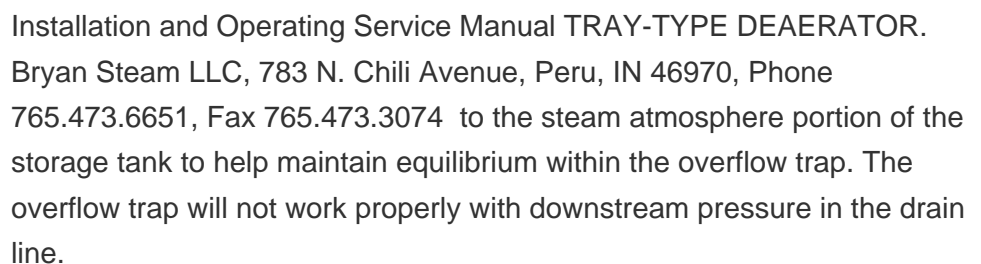 Installation and Operating Service Manual TRAY-TYPE DEAERATOR.
Bryan Steam LLC, 783 N. Chili Avenue, Peru, IN 46970, Phone
765.473.6651, Fax 765.473.3074  to the steam atmosphere portion of the
storage tank to help maintain equilibrium within the overflow trap. The
overflow trap will not work properly with downstream pressure in the drain
line.